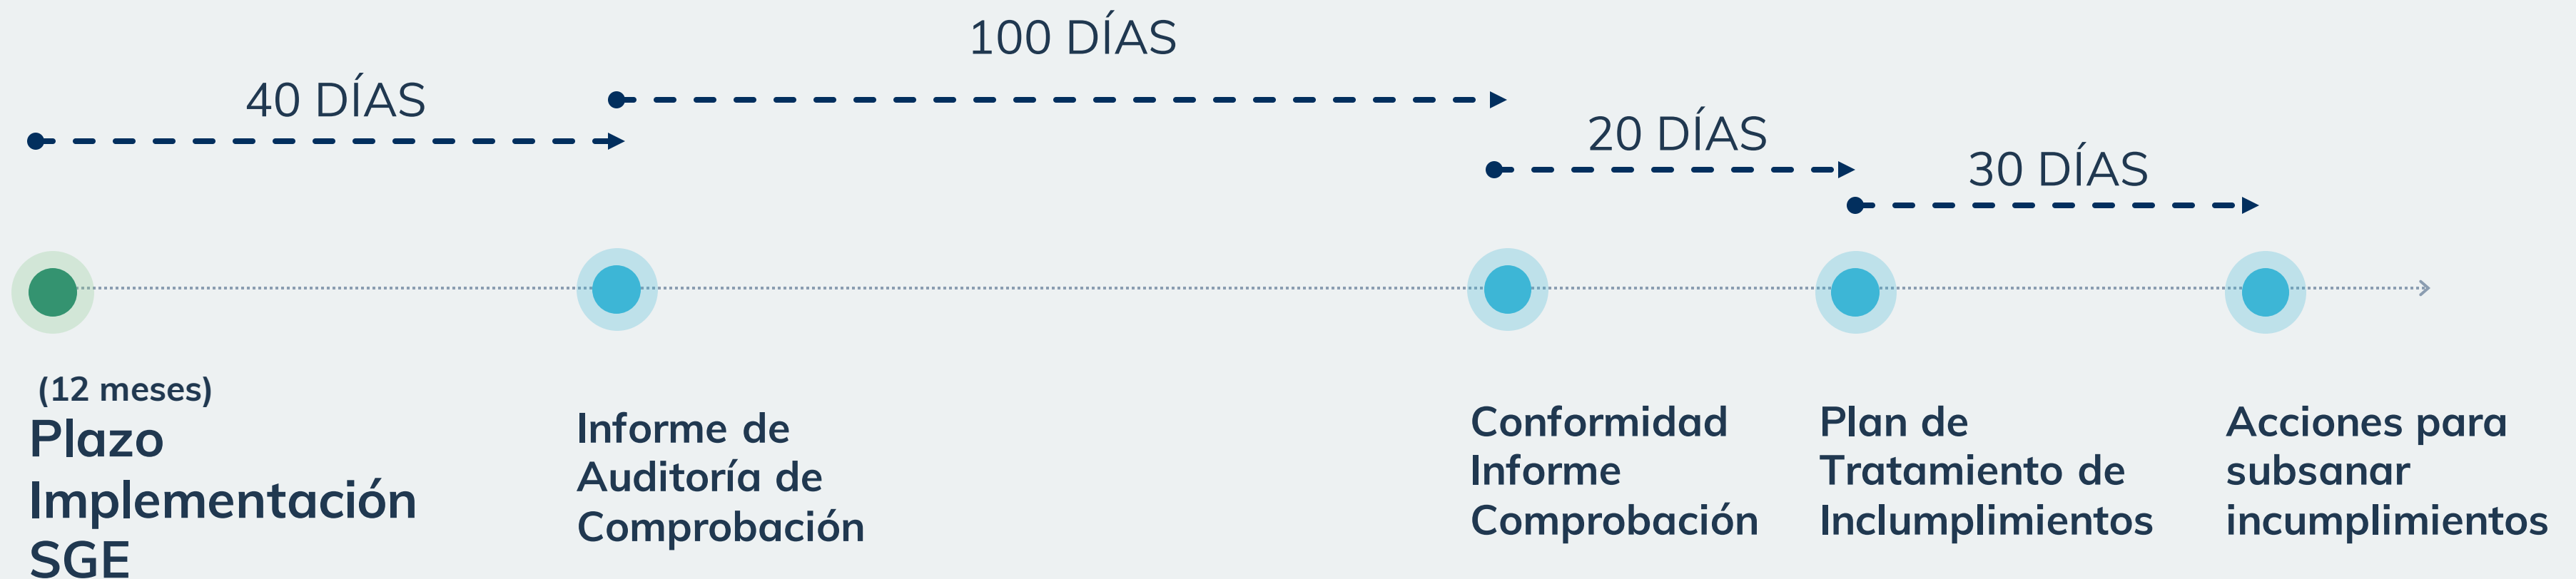 100 DÍAS
40 DÍAS
20 DÍAS
30 DÍAS
(12 meses)
Plazo
Implementación
SGE
Informe de
Auditoría de
Comprobación
Conformidad
Informe
Comprobación
Plan de
Tratamiento de
Inclumplimientos
Acciones para
subsanar
incumplimientos